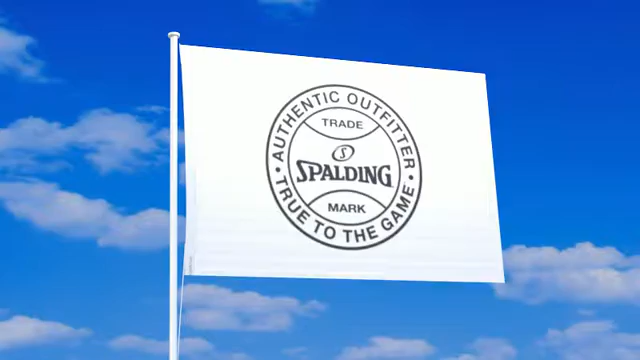 AUTHENTIC OUTFITTER
TRADE
S
SPALDING
MARK
• TRUE TO THE GAME •